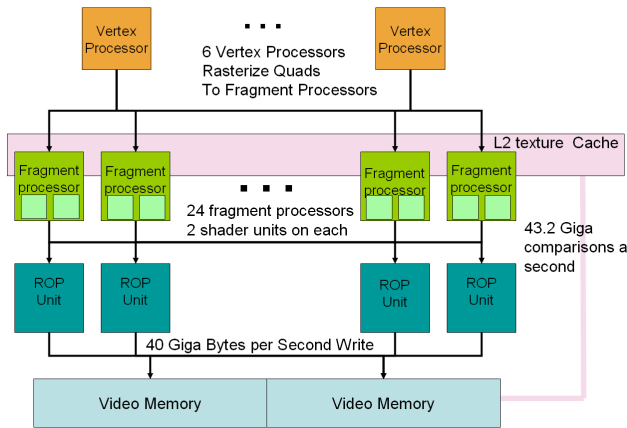 Vertex
Processor
Vertex
Processor
6 Vertex Processors
Rasterize Quads
To Fragment Processors
L2 texture Cache
Fragment
processor
Fragment
processor
Fragment
processor
Fragment
processor
24 fragment processors
2 shader units on each
43.2 Giga
comparisons a
second
ROP
Unit
ROP
Unit
ROP
Unit
ROP
Unit
40 Giga Bytes per Second Write
Video Memory
Video Memory